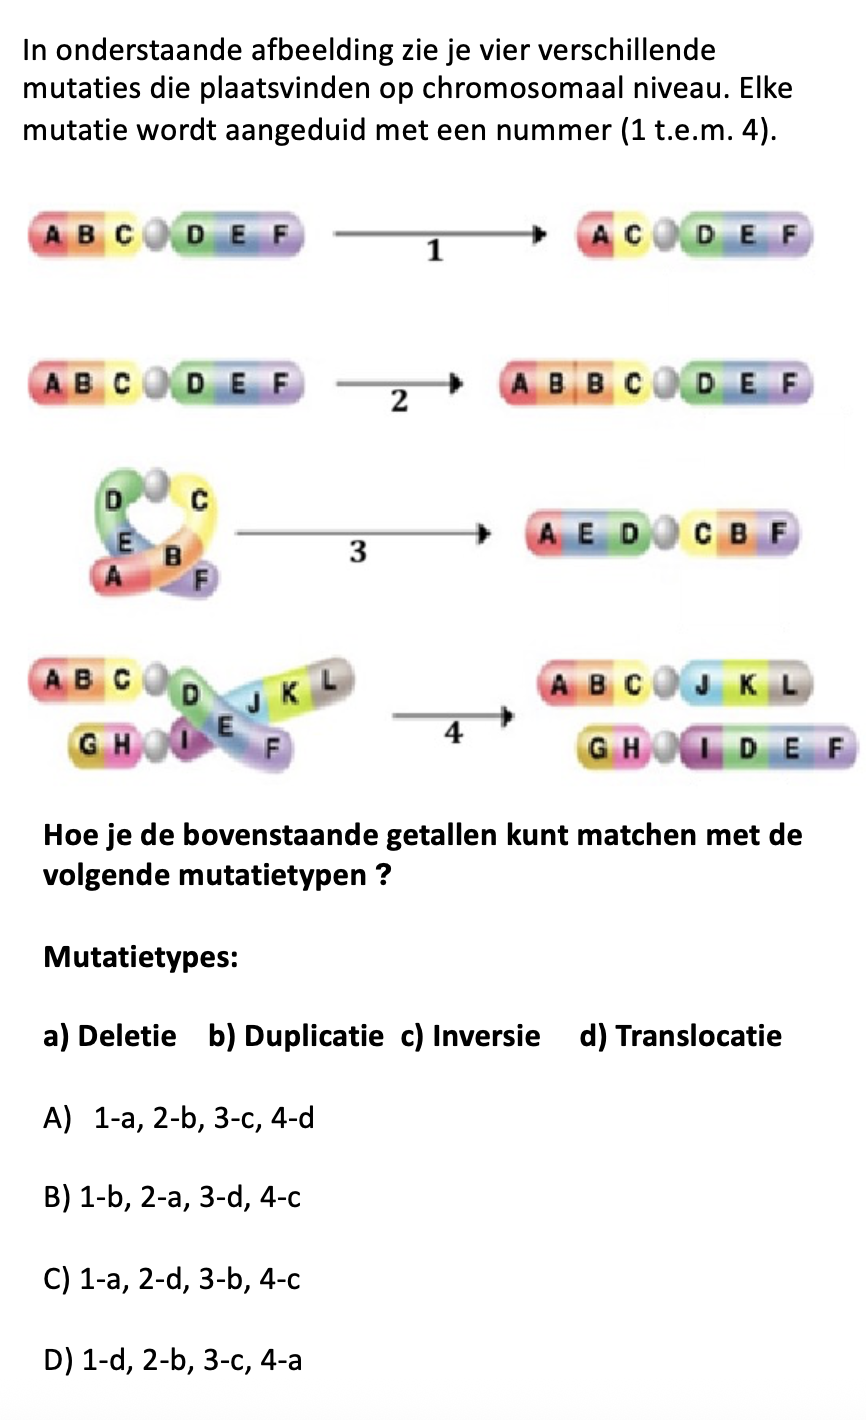 In onderstaande afbeelding zie je vier verschillende
mutaties die plaatsvinden op chromosomaal niveau. Elke
mutatie wordt aangeduid met een nummer (1 t.e.m. 4).
A B C D E F 1 A C D E F
A B C D E F 2 A B B C D E F
D C
E B
A F
3
A E D C B F
A B C D E F
G H I J K L
4
A B C J K L
G H I D E F
Hoe je de bovenstaande getallen kunt matchen met de
volgende mutatietypen ?
Mutatietypes:
a) Deletie b) Duplicatie c) Inversie d) Translocatie
A) 1-a, 2-b, 3-c, 4-d
B) 1-b, 2-a, 3-d, 4-c
C) 1-a, 2-d, 3-b, 4-c
D) 1-d, 2-b, 3-c, 4-a